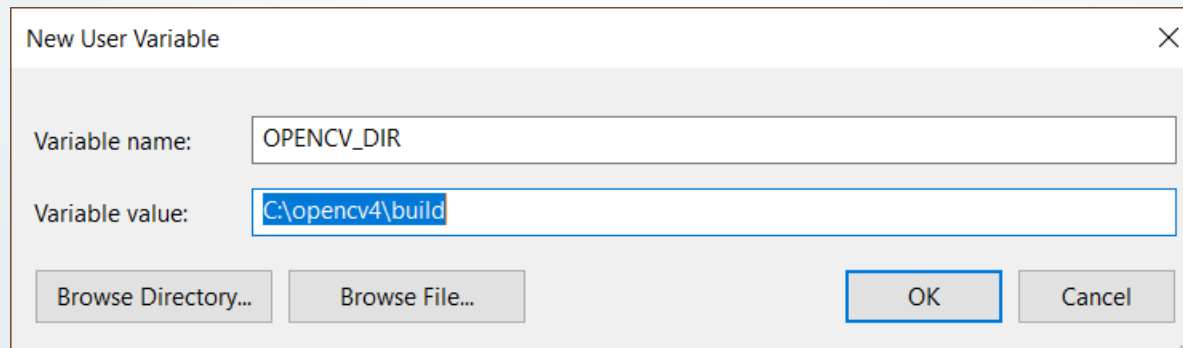 New User Variable
Variable name: OPENCV_DIR
Variable value: C:\opencv4\build
Browse Directory... Browse File... OK Cancel